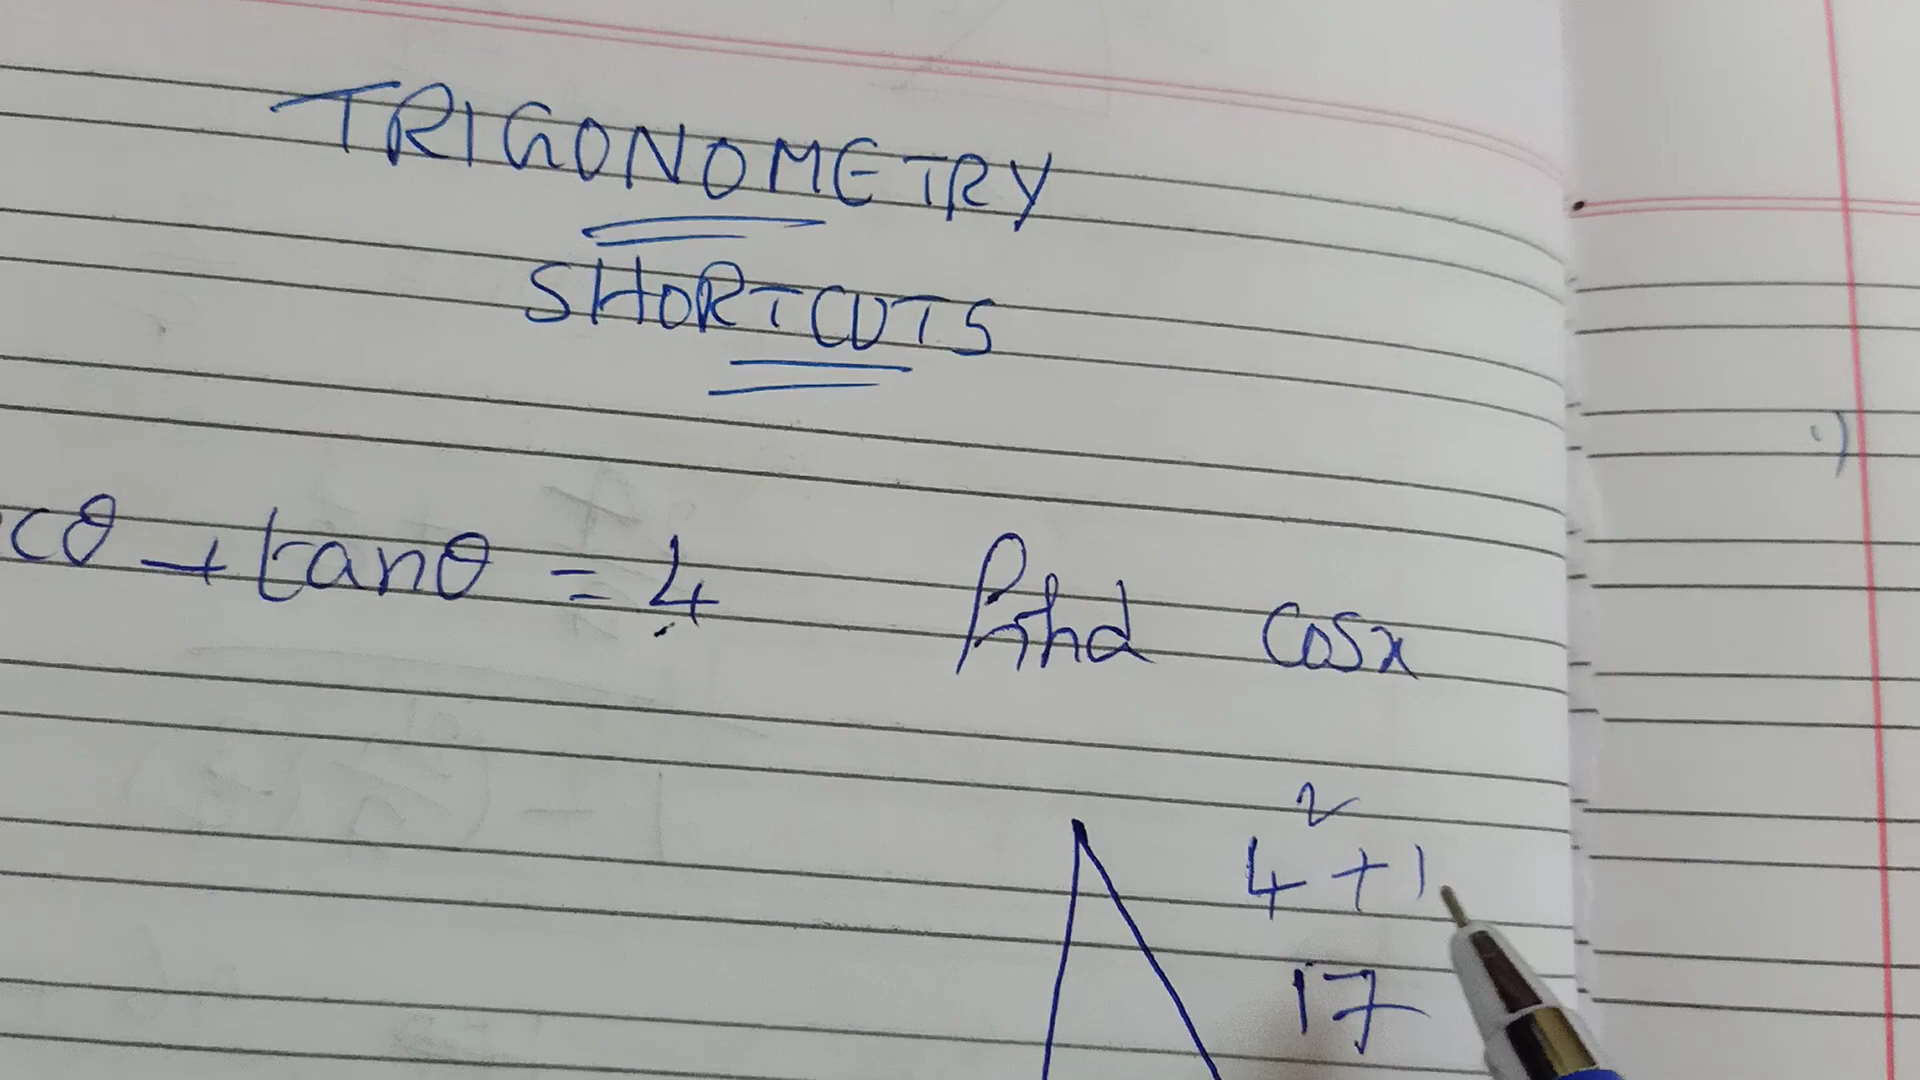 TRIGONOMETRY
SHORTCUTS
cθ + tanθ = 4 Find cosx
4² + 1
17